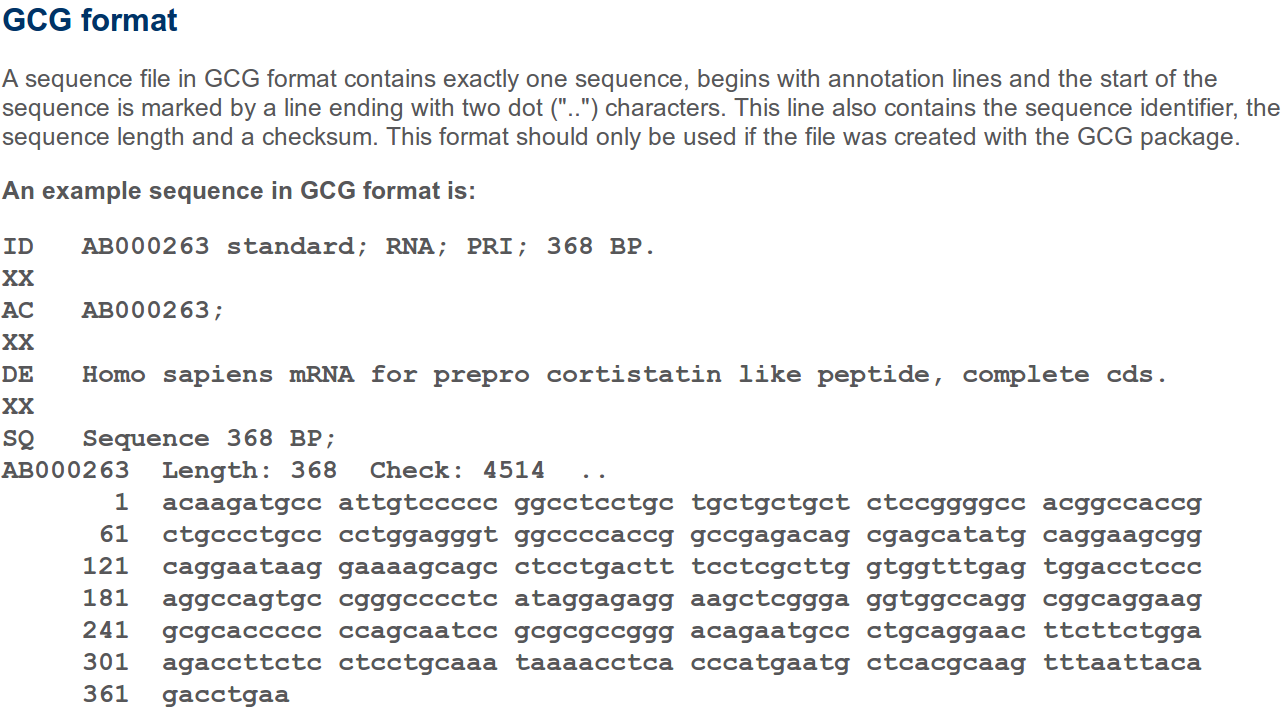 GCG format
A sequence file in GCG format contains exactly one sequence, begins with annotation lines and the start of the
sequence is marked by a line ending with two dot ("..") characters. This line also contains the sequence identifier, the
sequence length and a checksum. This format should only be used if the file was created with the GCG package.
An example sequence in GCG format is:
ID   AB000263 standard; RNA; PRI; 368 BP.
XX
AC   AB000263;
XX
DE   Homo sapiens mRNA for prepro cortistatin like peptide, complete cds.
XX
SQ   Sequence 368 BP;
AB000263  Length: 368  Check: 4514  ..
       1  acaagatgcc attgtccccc ggcctcctgc tgctgctgct ctccggggcc acggccaccg
      61  ctgccctgcc cctggagggt ggccccaccg gccgagacag cgagcatatg caggaagcgg
     121  caggaataag gaaaagcagc ctcctgactt tcctcgcttg gtggtttgag tggacctccc
     181  aggccagtgc cgggcccctc ataggagagg aagctcggga ggtggccagg cggcaggaag
     241  gcgcaccccc ccagcaatcc gcgcgccggg acagaatgcc ctgcaggaac ttcttctgga
     301  agaccttctc ctcctgcaaa taaaacctca cccatgaatg ctcacgcaag tttaattaca
     361  gacctgaa